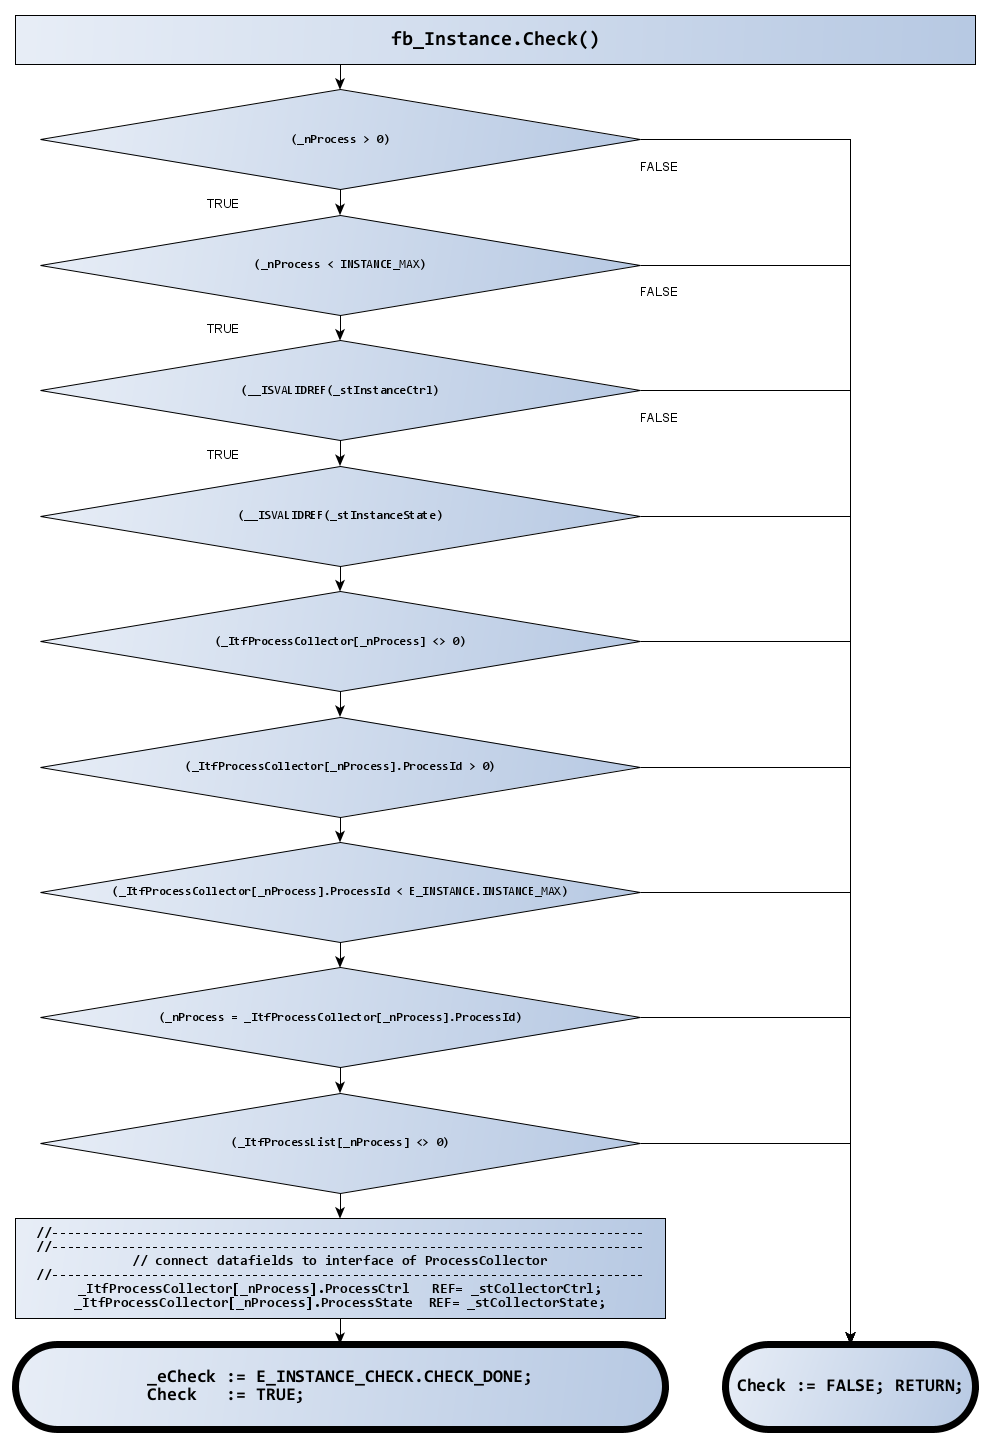 fb_Instance.Check()
(_nProcess > 0)
FALSE
TRUE
(_nProcess < INSTANCE_MAX)
FALSE
TRUE
(__ISVALIDREF(_stInstanceCtrl)
FALSE
TRUE
(__ISVALIDREF(_stInstanceState)
(_ItfProcessCollector[_nProcess] <> 0)
(_ItfProcessCollector[_nProcess].ProcessId > 0)
(_ItfProcessCollector[_nProcess].ProcessId < E_INSTANCE.INSTANCE_MAX)
(_nProcess = _ItfProcessCollector[_nProcess].ProcessId)
(_ItfProcessList[_nProcess] <> 0)
//------------------------------------------------------------------------------
//------------------------------------------------------------------------------
// connect datafields to interface of ProcessCollector
//------------------------------------------------------------------------------
_ItfProcessCollector[_nProcess].ProcessCtrl   REF= _stCollectorCtrl;
_ItfProcessCollector[_nProcess].ProcessState  REF= _stCollectorState;
_eCheck := E_INSTANCE_CHECK.CHECK_DONE;
Check   := TRUE;
Check := FALSE; RETURN;